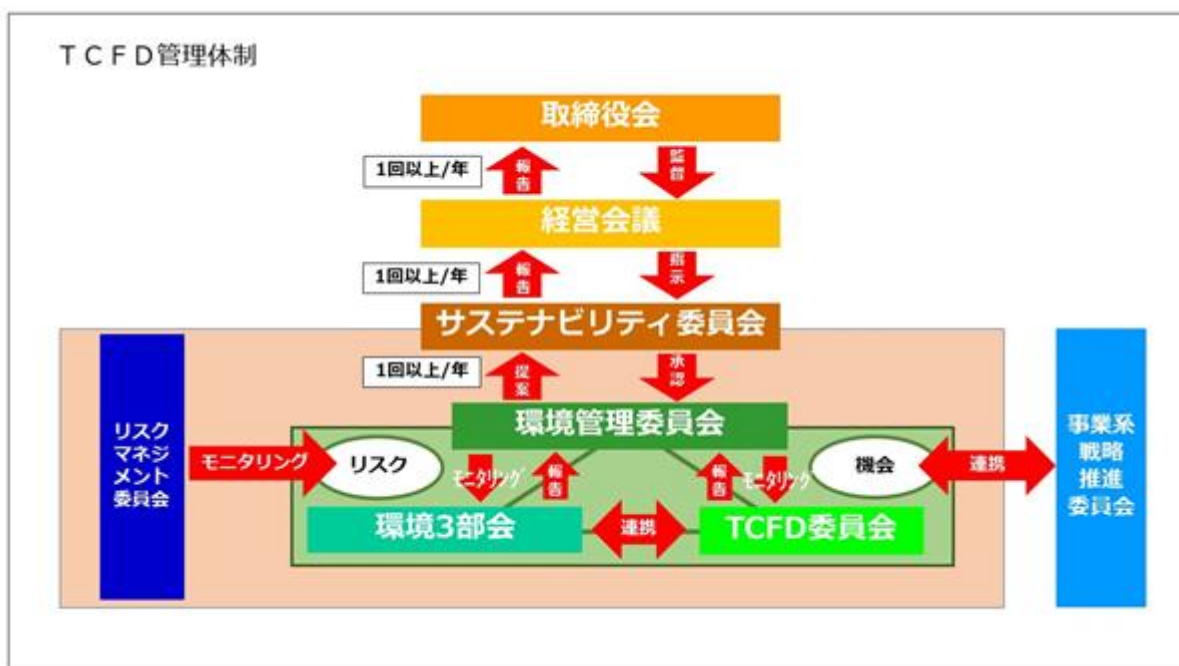 ＴＣＦＤ管理体制
取締役会
1回以上/年
報告
監督
経営会議
1回以上/年
報告
指示
サステナビリティ委員会
1回以上/年
提案
承認
環境管理委員会
リスク
マネジ
メント
委員会
モニタリング
リスク
モニタリング
報告
報告
モニタリング
機会
連携
事業系
戦略
推進
委員会
環境3部会
連携
TCFD委員会